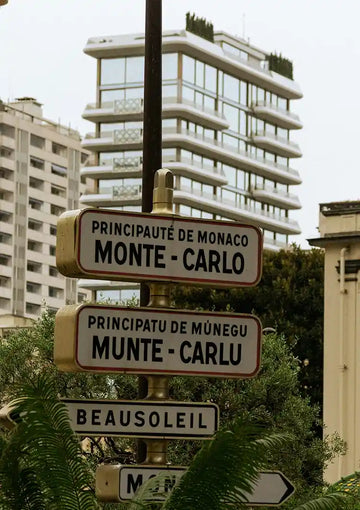 PRINCIPAUTÉ DE MONACO
MONTE-CARLO
PRINCIPATU DE MÙNEGU
MUNTE-CARLU
BEAUSOLEIL